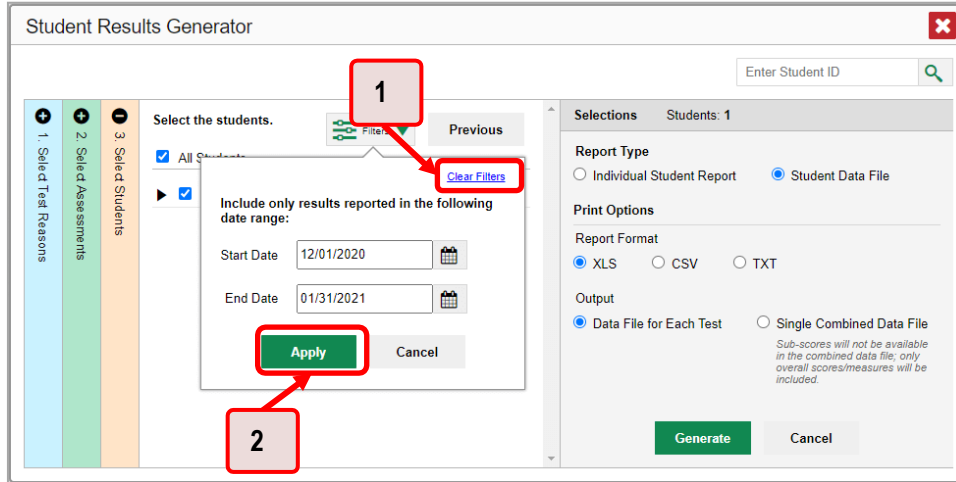 Student Results Generator
Enter Student ID
1
1. Select Test Reasons
2. Select Assessments
3. Select Students
Select the students.
Filters
Previous
All Students
Clear Filters
Include only results reported in the following
date range:
Start Date 12/01/2020
End Date 01/31/2021
Apply Cancel
2
Selections Students: 1
Report Type
Individual Student Report Student Data File
Print Options
Report Format
XLS CSV TXT
Output
Data File for Each Test Single Combined Data File
Sub-scores will not be available
in the combined data file; only
overall scores/measures will be
included.
Generate Cancel